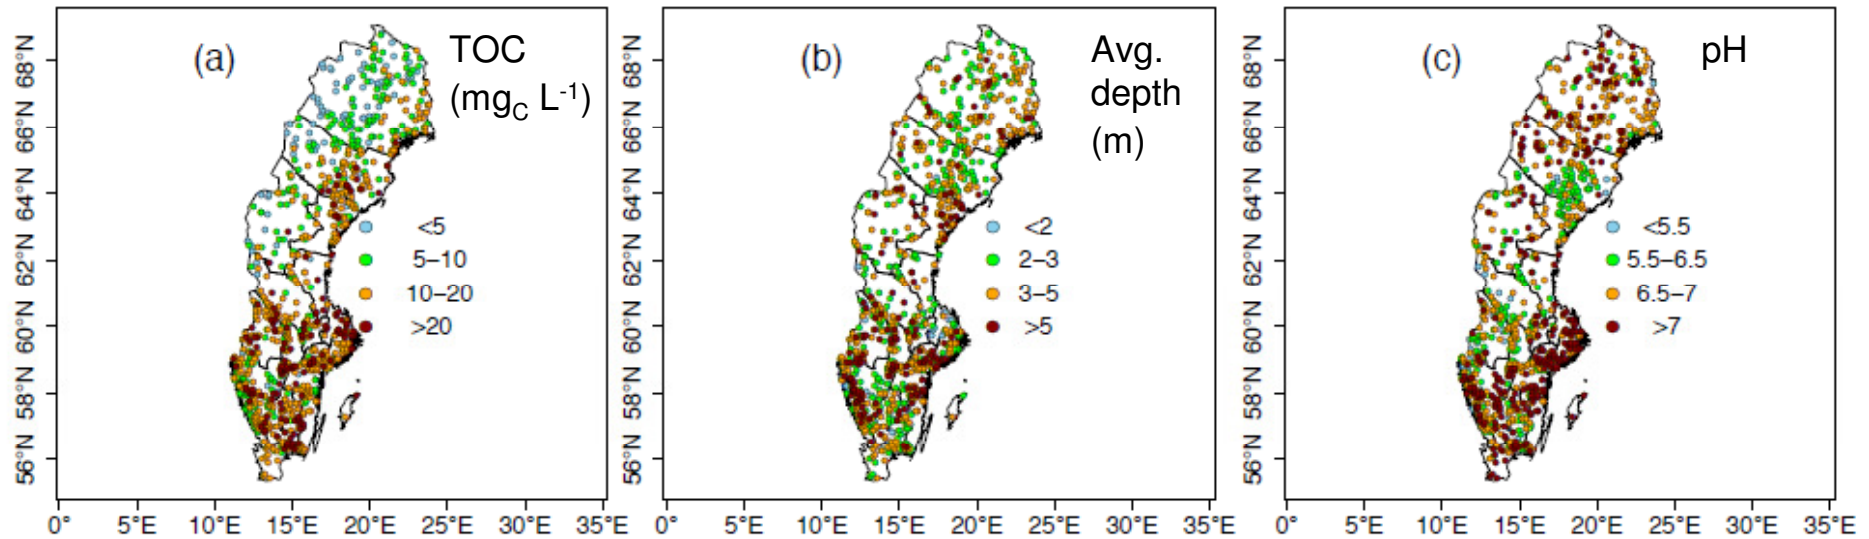 (a)
TOC
(mgC L-1)
68°N
66°N
64°N
62°N
60°N
58°N
56°N
<5
5–10
10–20
>20
0°
5°E
10°E
15°E
20°E
25°E
30°E
35°E
(b)
Avg.
depth
(m)
68°N
66°N
64°N
62°N
60°N
58°N
56°N
<2
2–3
3–5
>5
0°
5°E
10°E
15°E
20°E
25°E
30°E
35°E
(c)
pH
68°N
66°N
64°N
62°N
60°N
58°N
56°N
<5.5
5.5–6.5
6.5–7
>7
0°
5°E
10°E
15°E
20°E
25°E
30°E
35°E